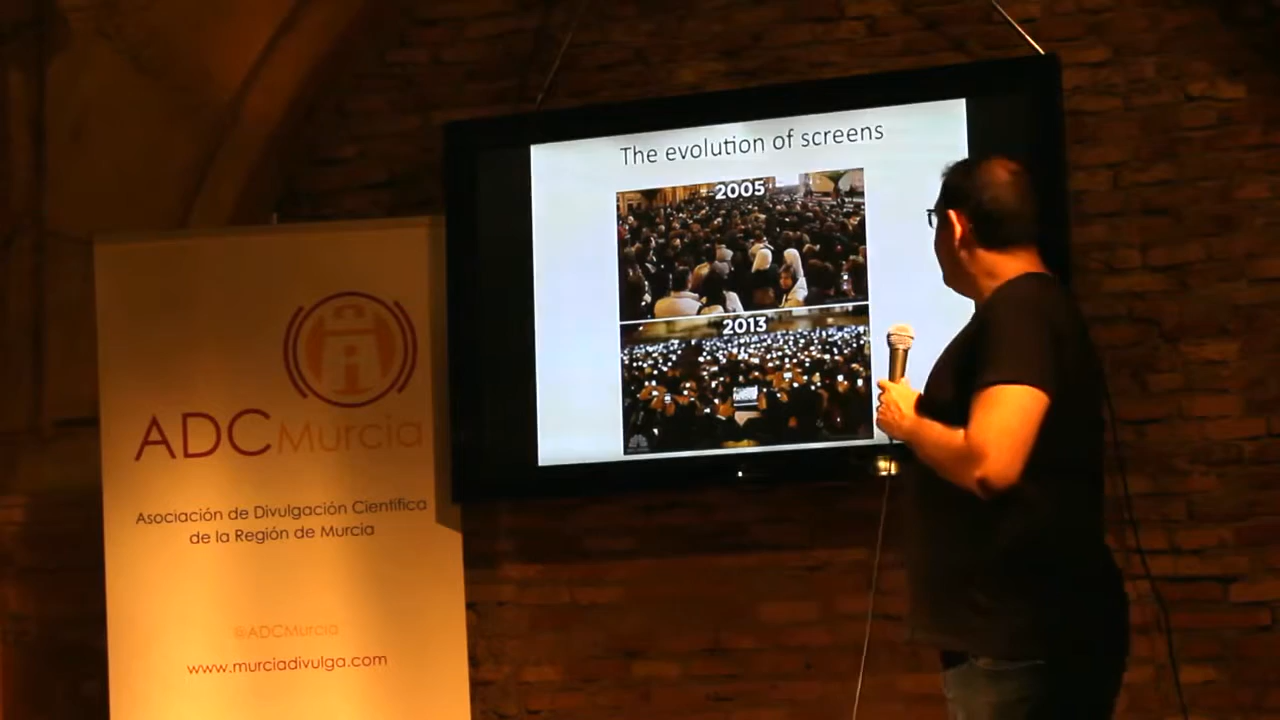 The evolution of screens
2005
2013
ADCMurcia
Asociación de Divulgación Científica
de la Región de Murcia
@ADCMurcia
www.murciadivulga.com